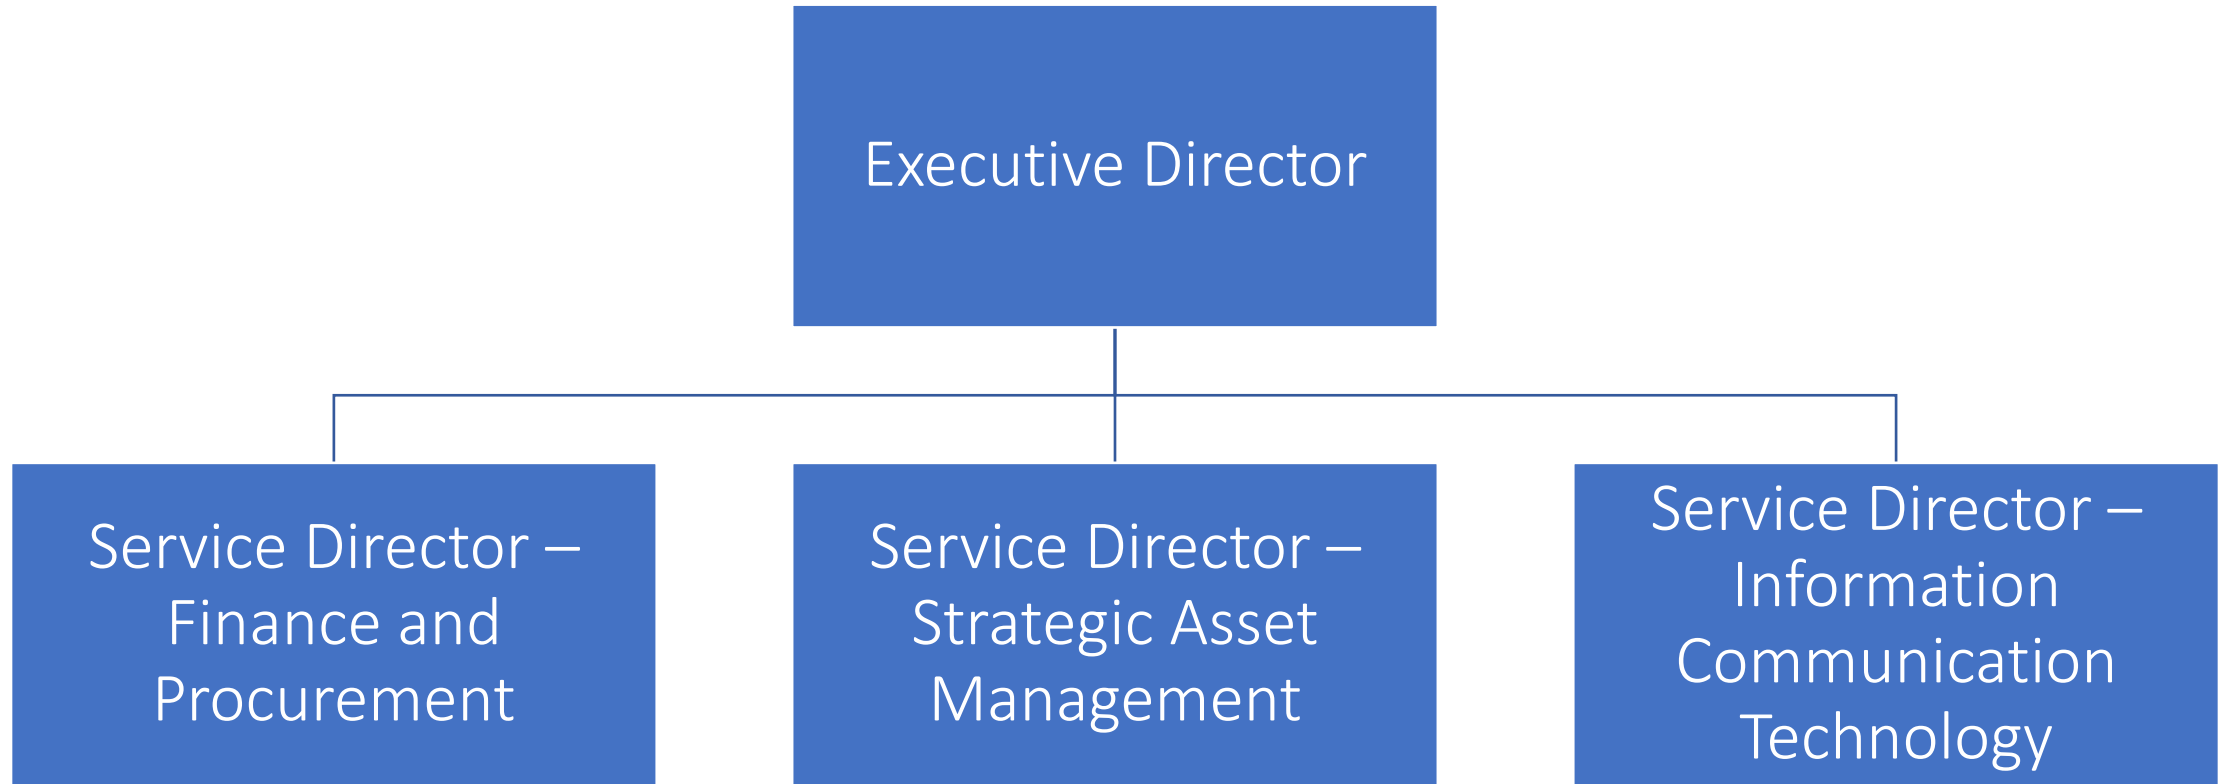 Executive Director
Service Director –
Finance and
Procurement
Service Director –
Strategic Asset
Management
Service Director –
Information
Communication
Technology